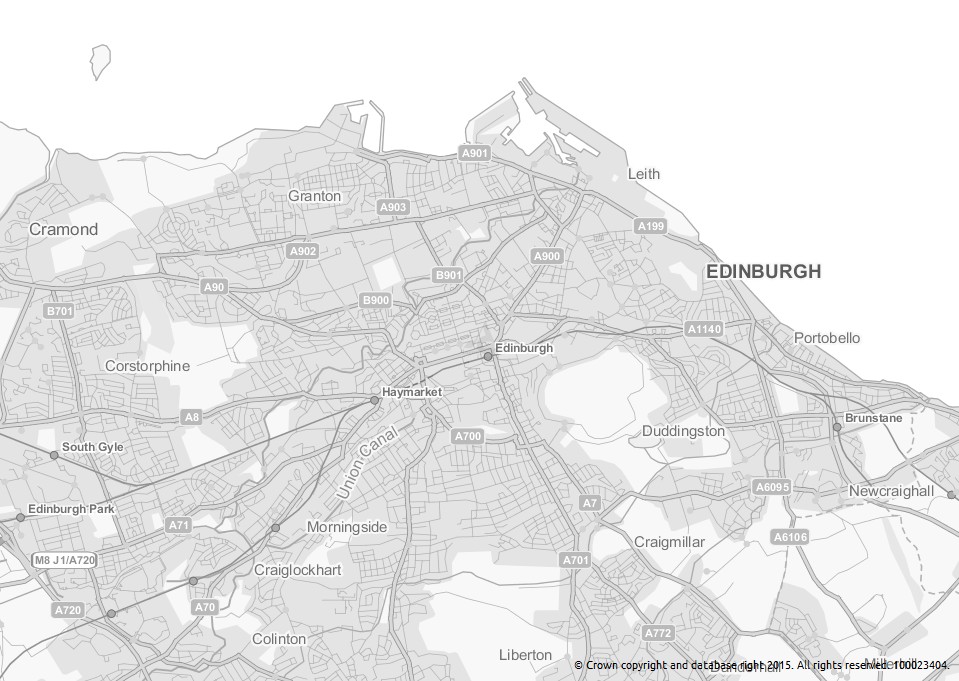 A901
Leith
Granton
A903
Cramond
A199
A902
A900
EDINBURGH
B901
A90
B900
B701
A1140
Portobello
Edinburgh
Corstorphine
Haymarket
A8
Brunstane
Duddingston
A700
South Gyle
Union Canal
A6095
Newcraighall
A7
Edinburgh Park
A71
Morningside
A6106
Craigmillar
M8 J1/A720
A701
Craiglockhart
A720
A70
A772
Colinton
Liberton
© Crown copyright and database right 2015. All rights reserved. 100023404.